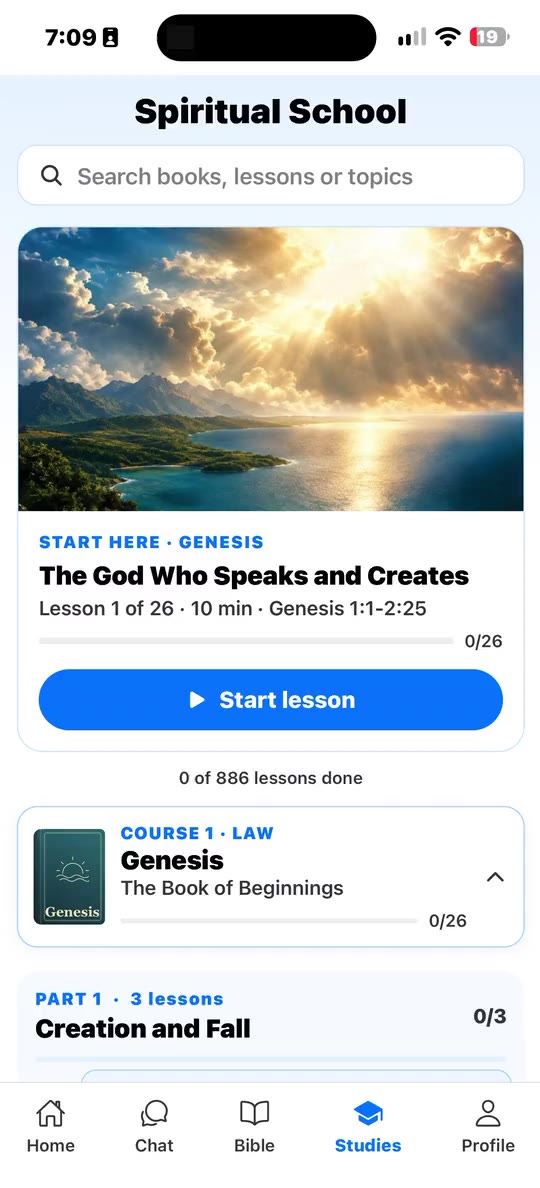 7:09
19
Spiritual School
Search books, lessons or topics
START HERE · GENESIS
The God Who Speaks and Creates
Lesson 1 of 26 · 10 min · Genesis 1:1-2:25
0/26
Start lesson
0 of 886 lessons done
COURSE 1 · LAW
Genesis
Genesis
The Book of Beginnings
0/26
PART 1 · 3 lessons
Creation and Fall
0/3
Home
Chat
Bible
Studies
Profile